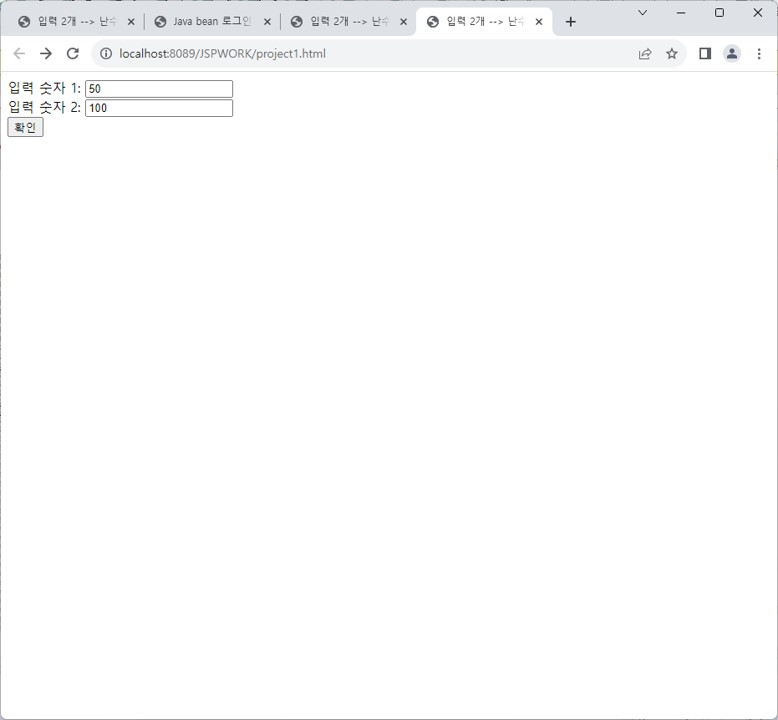 입력 2개 --> 난수
Java bean 로그인
입력 2개 --> 난수
입력 2개 --> 난수
localhost:8089/JSPWORK/project1.html
입력 숫자 1: 50
입력 숫자 2: 100
확인